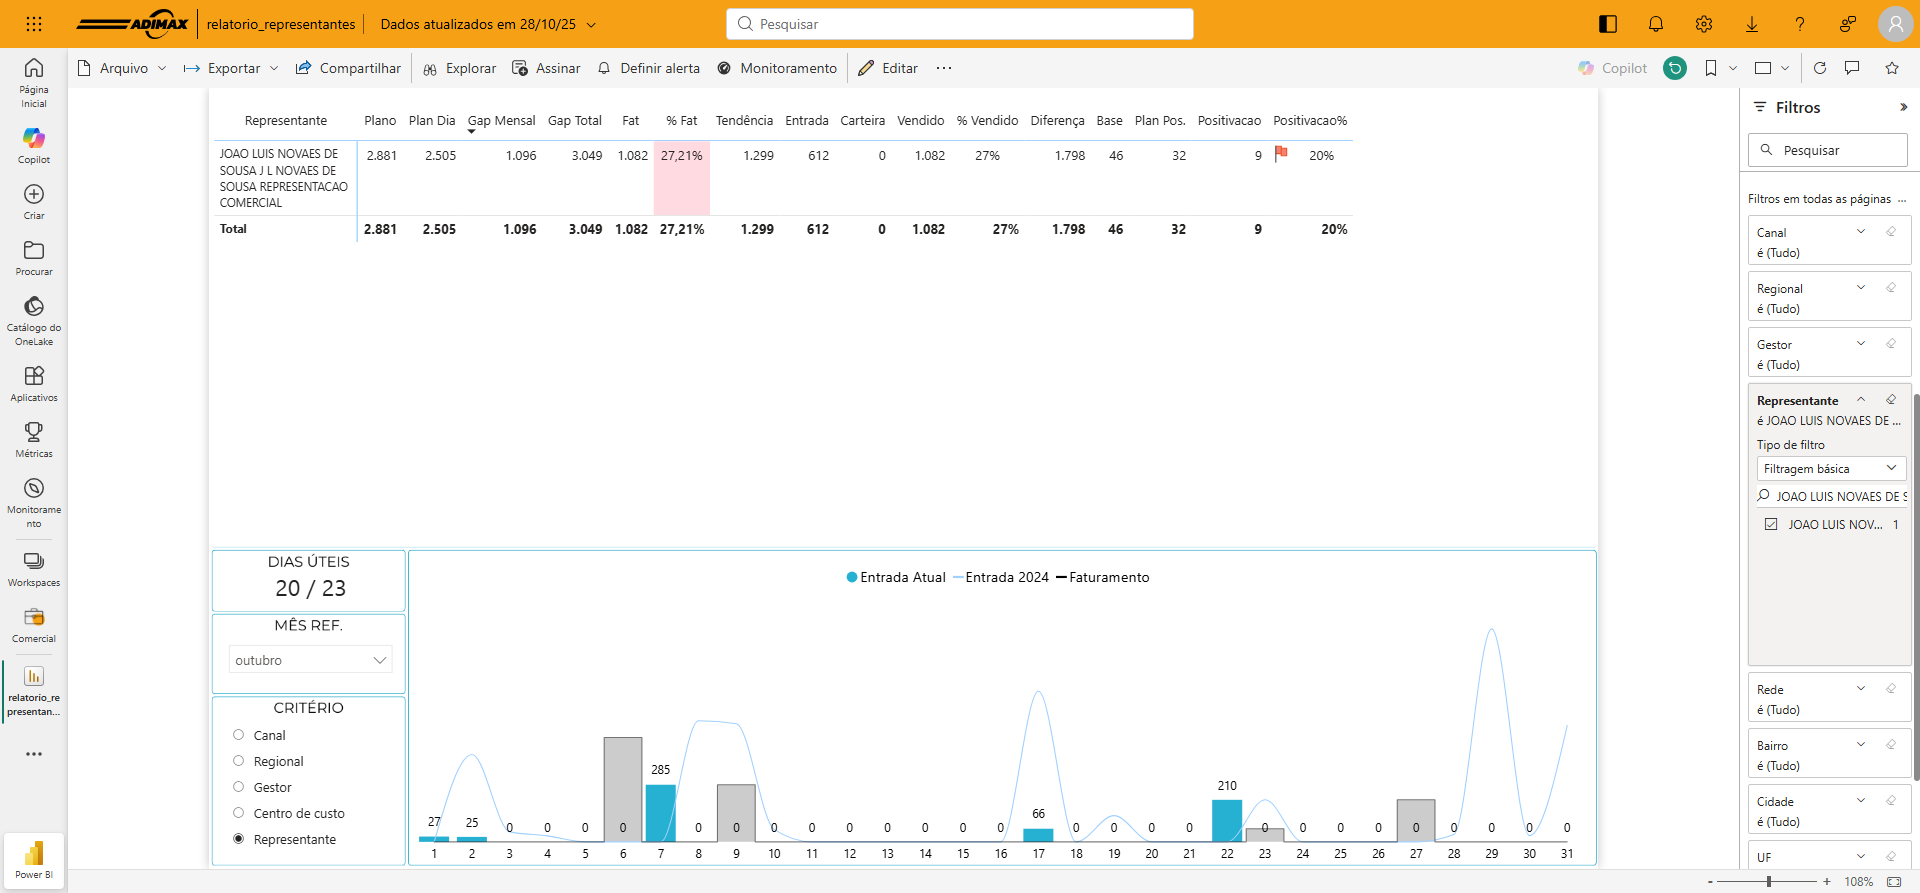 ADIMAX
relatorio_representantes
Dados atualizados em 28/10/25
Pesquisar
Arquivo
Exportar
Compartilhar
Explorar
Assinar
Definir alerta
Monitoramento
Editar
Copilot
Página
Inicial
Copilot
Criar
Procurar
Catálogo do
OneLake
Aplicativos
Métricas
Monitorame
nto
Workspaces
Comercial
relatorio_re
presentan...
Power BI
Representante Plano Plan Dia Gap Mensal Gap Total Fat % Fat Tendência Entrada Carteira Vendido % Vendido Diferença Base Plan Pos. Positivacao Positivacao%
JOAO LUIS NOVAES DE 2.881 2.505 1.096 3.049 1.082 27,21% 1.299 612 0 1.082 27% 1.798 46 32 9 20%
SOUSA J L NOVAES DE
SOUSA REPRESENTACAO
COMERCIAL
Total 2.881 2.505 1.096 3.049 1.082 27,21% 1.299 612 0 1.082 27% 1.798 46 32 9 20%
DIAS ÚTEIS
20 / 23
MÊS REF.
outubro
CRITÉRIO
Canal
Regional
Gestor
Centro de custo
Representante
Entrada Atual Entrada 2024 Faturamento
27 25 0 0 0 0 285 0 0 0 0 0 0 0 0 0 66 0 0 0 0 210 0 0 0 0 0 0 0 0 0
1 2 3 4 5 6 7 8 9 10 11 12 13 14 15 16 17 18 19 20 21 22 23 24 25 26 27 28 29 30 31
Filtros
Pesquisar
Filtros em todas as páginas ...
Canal
é (Tudo)
Regional
é (Tudo)
Gestor
é (Tudo)
Representante
é JOAO LUIS NOVAES DE ...
Tipo de filtro
Filtragem básica
JOAO LUIS NOVAES DE S
JOAO LUIS NOV... 1
Rede
é (Tudo)
Bairro
é (Tudo)
Cidade
é (Tudo)
UF
- + 108%